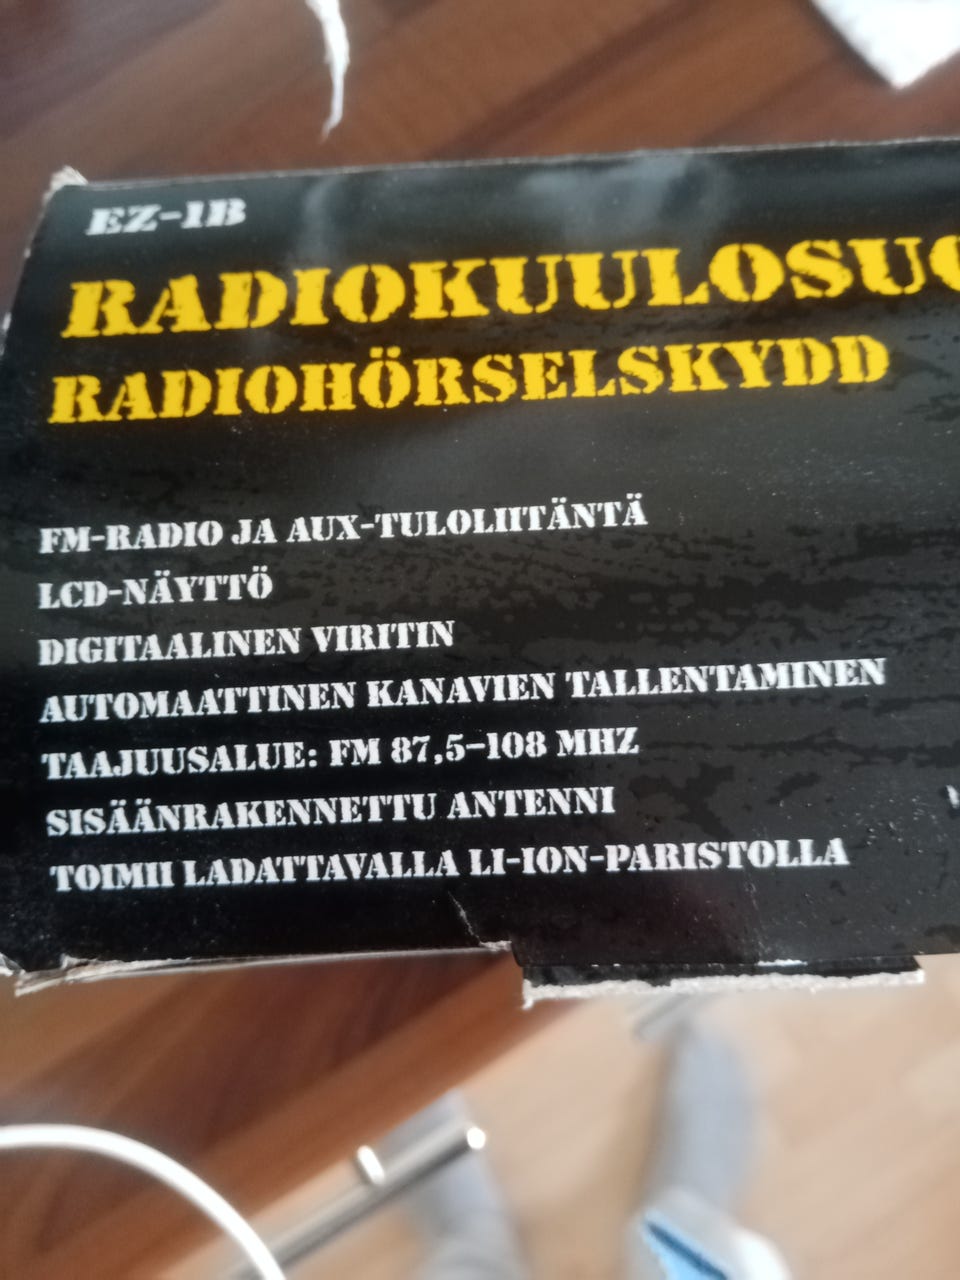 EZ-1B
RADIOHÖRSELSKYDD
FM-RADIO JA AUX-TULOLIITÄNTÄ
LCD-NÄYTTÖ
DIGITAALINEN VIRITIN
AUTOMAATTINEN KANAVIEN TALLENTAMINEN
TAAJUUSALUE: FM 87,5-108 MHZ
SISÄÄNRAKENNETTU ANTENNI
TOIMII LADATTAVALLA LI-ION-PARISTOLLA